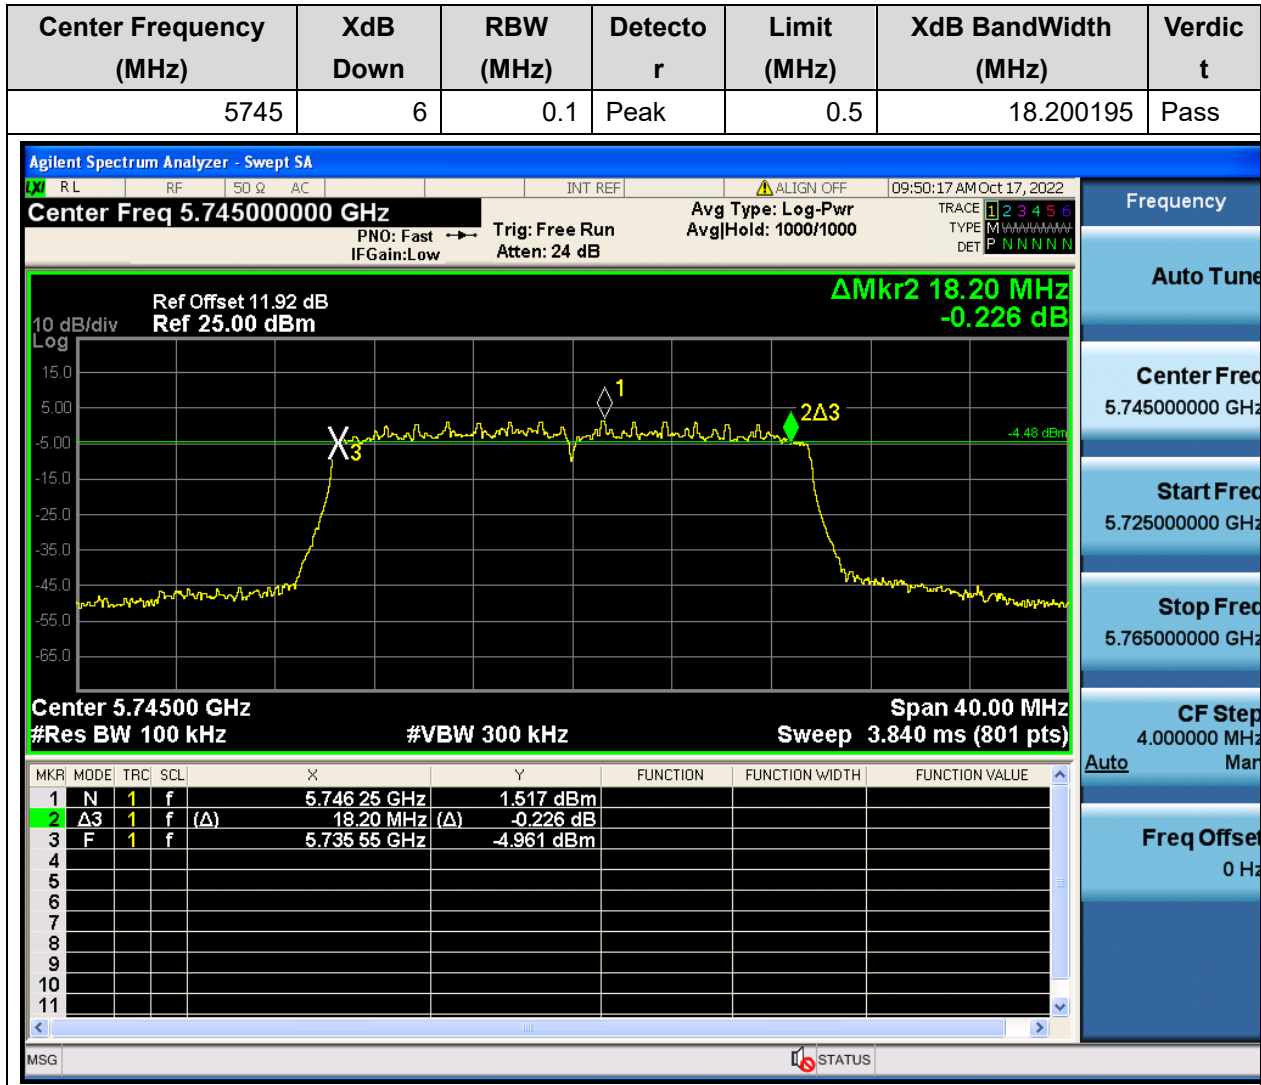 Center Frequency (MHz) XdB Down RBW (MHz) Detecto r Limit (MHz) XdB BandWidth (MHz) Verdic t
5745 6 0.1 Peak 0.5 18.200195 Pass
Agilent Spectrum Analyzer - Swept SA
LXI RL RF 50 Ω AC INT REF ALIGN OFF 09:50:17 AM Oct 17, 2022
Center Freq 5.745000000 GHz
PNO: Fast
IFGain:Low
Trig: Free Run
Atten: 24 dB
Avg Type: Log-Pwr
Avg|Hold: 1000/1000
TRACE 1 2 3 4 5 6
TYPE M
DET P N N N N N
Frequency
Auto Tune
Center Freq
5.745000000 GHz
Start Freq
5.725000000 GHz
Stop Freq
5.765000000 GHz
CF Step
4.000000 MHz
Auto Man
Freq Offset
0 Hz
ΔMkr2 18.20 MHz
-0.226 dB
Ref Offset 11.92 dB
10 dB/div Ref 25.00 dBm
Log
15.0
5.00
-5.00
-15.0
-25.0
-35.0
-45.0
-55.0
-65.0
1
2Δ3
3
-4.48 dBm
Center 5.74500 GHz Span 40.00 MHz
#Res BW 100 kHz #VBW 300 kHz Sweep 3.840 ms (801 pts)
MKR MODE TRC SCL X Y FUNCTION FUNCTION WIDTH FUNCTION VALUE
1 N 1 f 5.746 25 GHz 1.517 dBm
2 Δ3 1 f (Δ) 18.20 MHz (Δ) -0.226 dB
3 F 1 f 5.735 55 GHz -4.961 dBm
4
5
6
7
8
9
10
11
MSG STATUS